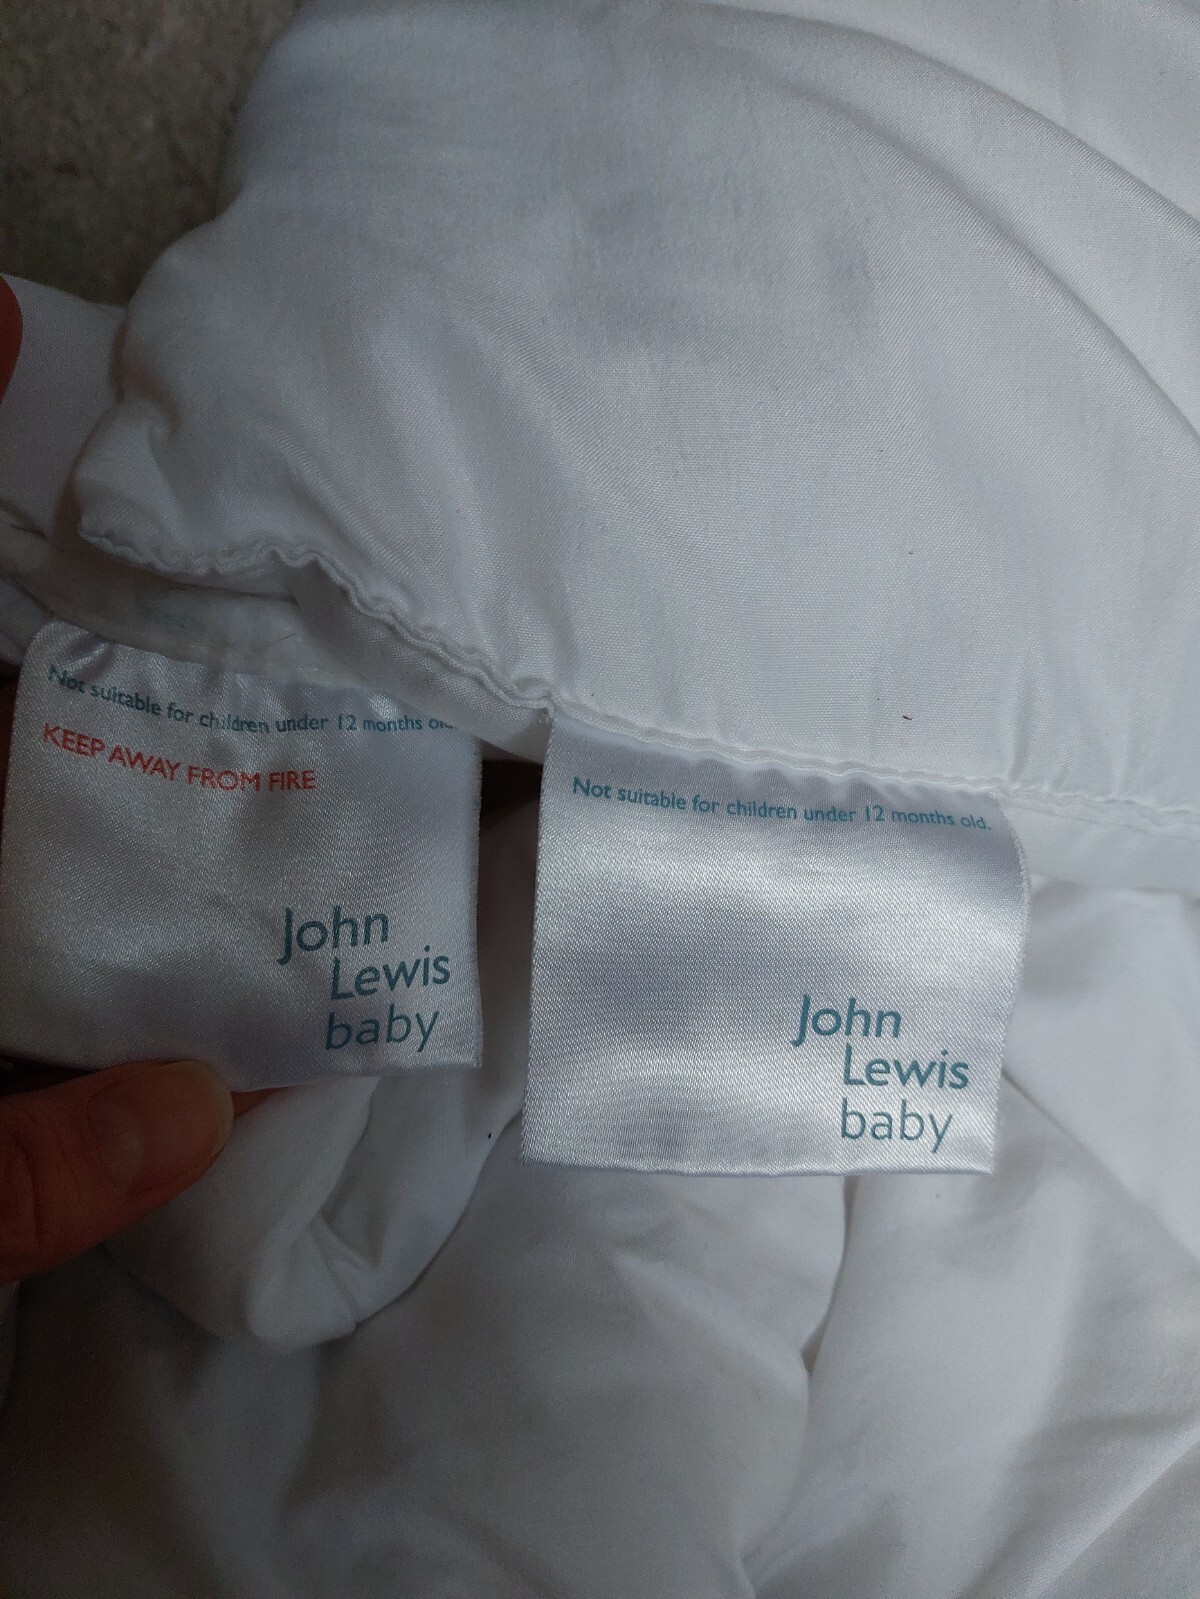 Not suitable for children under 12 months old.
KEEP AWAY FROM FIRE
John
Lewis
baby
Not suitable for children under 12 months old.
John
Lewis
baby